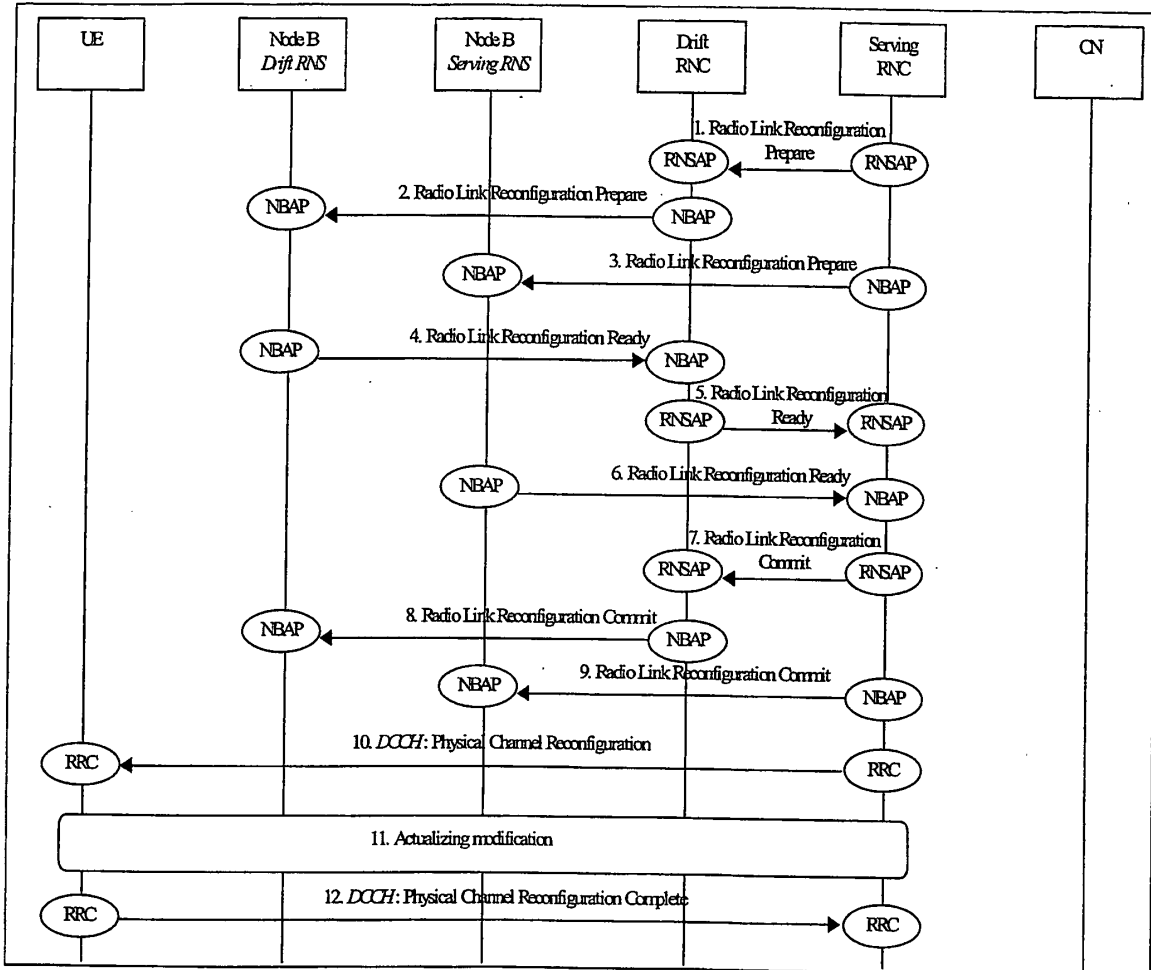 UE
Node B
Drift RNS
Node B
Serving RNS
Drift
RNC
Serving
RNC
CN
1. Radio Link Reconfiguration
Prepare
RNSAP
RNSAP
2. Radio Link Reconfiguration Prepare
NBAP
NBAP
3. Radio Link Reconfiguration Prepare
NBAP
NBAP
4. Radio Link Reconfiguration Ready
NBAP
NBAP
5. Radio Link Reconfiguration
Ready
RNSAP
RNSAP
6. Radio Link Reconfiguration Ready
NBAP
NBAP
7. Radio Link Reconfiguration
Commit
RNSAP
RNSAP
8. Radio Link Reconfiguration Commit
NBAP
NBAP
9. Radio Link Reconfiguration Commit
NBAP
NBAP
10. DCCH : Physical Channel Reconfiguration
RRC
RRC
11. Actualizing modification
12. DCCH : Physical Channel Reconfiguration Complete
RRC
RRC